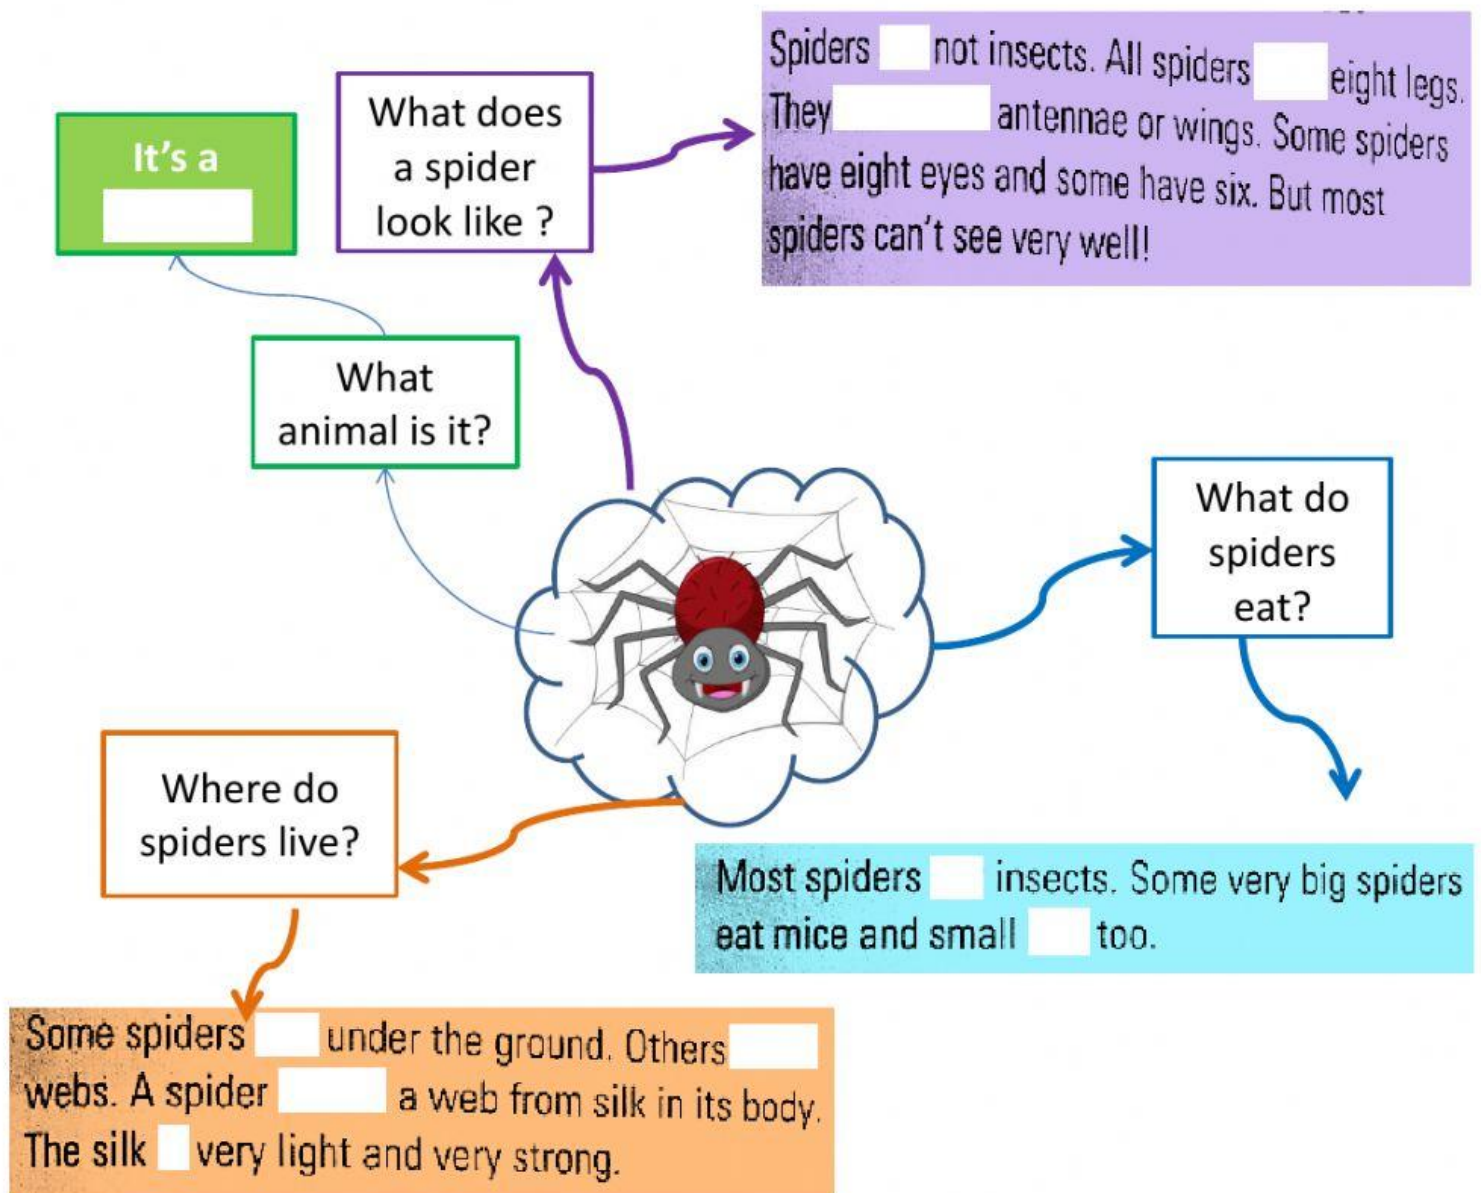 It's a
What does
a spider
look like ?
Spiders not insects. All spiders eight legs.
They antennae or wings. Some spiders
have eight eyes and some have six. But most
spiders can't see very well!
What
animal is it?
What do
spiders
eat?
Where do
spiders live?
Most spiders insects. Some very big spiders
eat mice and small too.
Some spiders under the ground. Others
webs. A spider a web from silk in its body.
The silk very light and very strong.